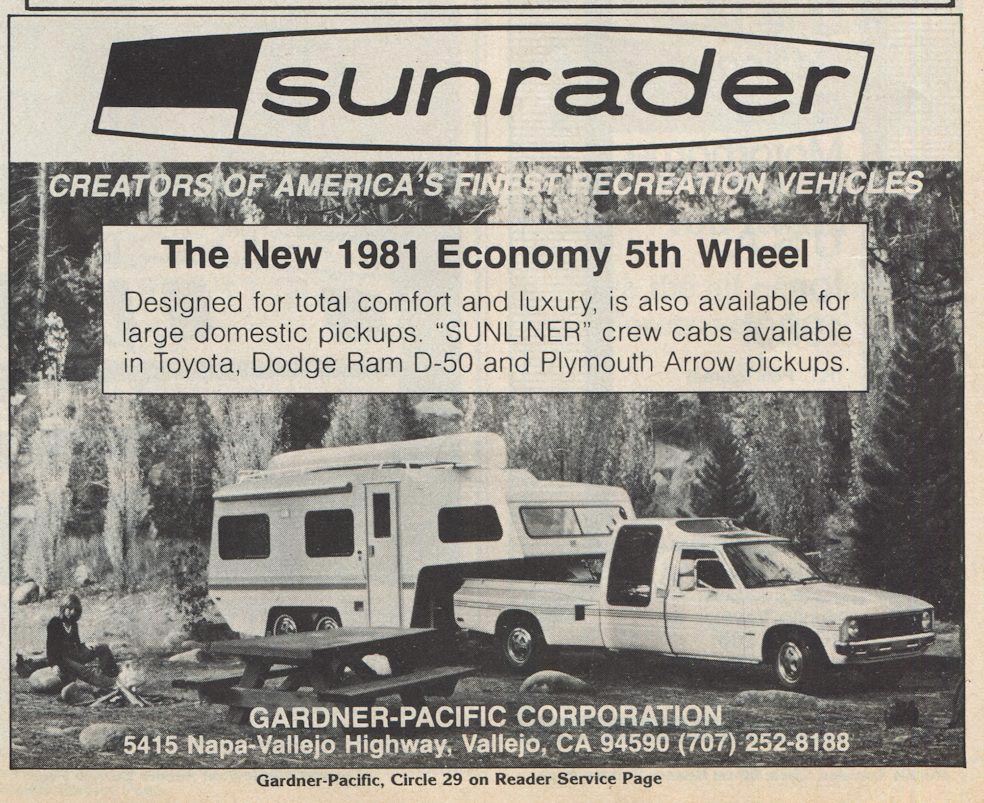 sunrader
CREATORS OF AMERICA'S FINEST RECREATION VEHICLES
The New 1981 Economy 5th Wheel
Designed for total comfort and luxury, is also available for
large domestic pickups. “SUNLINER” crew cabs available
in Toyota, Dodge Ram D-50 and Plymouth Arrow pickups.
GARDNER-PACIFIC CORPORATION
5415 Napa-Vallejo Highway, Vallejo, CA 94590 (707) 252-8188
Gardner-Pacific, Circle 29 on Reader Service Page